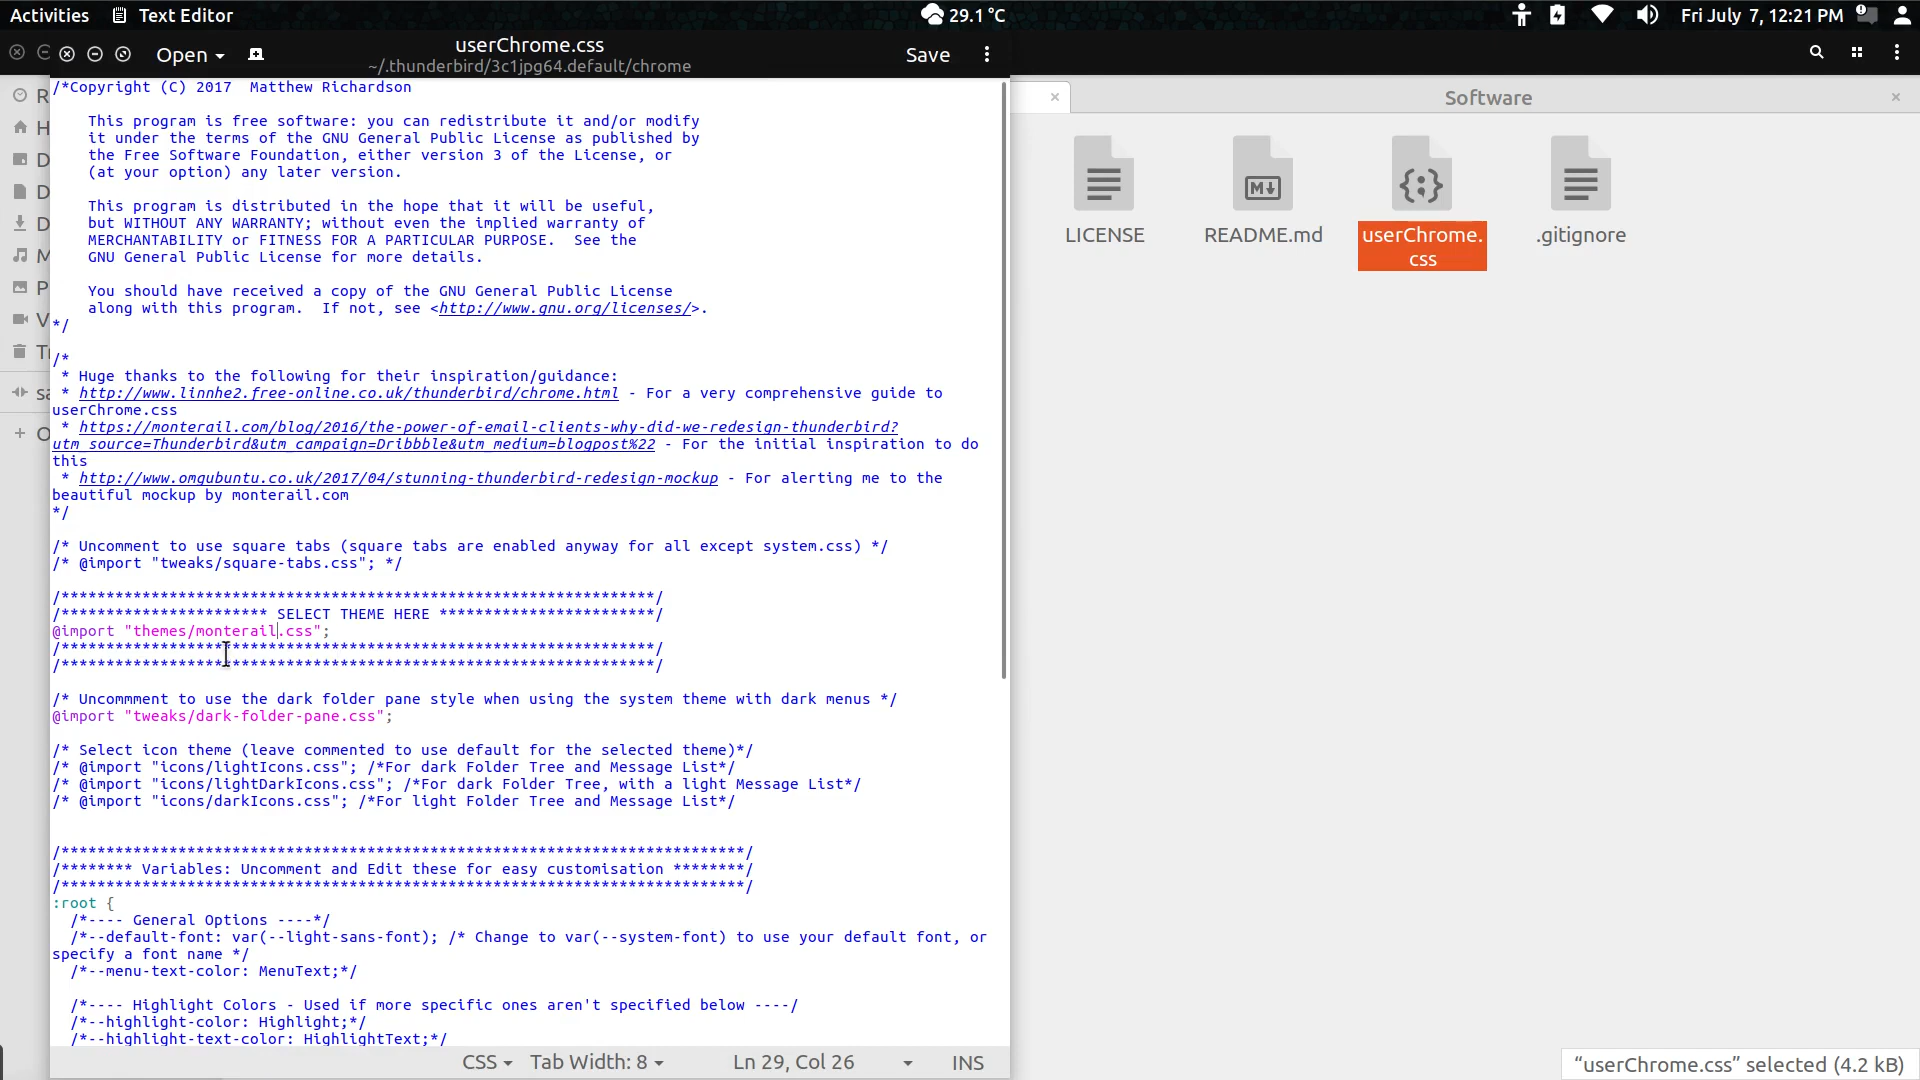 Activities
Text Editor
29.1 °C
Fri July 7, 12:21 PM
Open
userChrome.css
~/.thunderbird/3c1jpg64.default/chrome
Save
/*Copyright (C) 2017  Matthew Richardson
This program is free software: you can redistribute it and/or modify
it under the terms of the GNU General Public License as published by
the Free Software Foundation, either version 3 of the License, or
(at your option) any later version.
This program is distributed in the hope that it will be useful,
but WITHOUT ANY WARRANTY; without even the implied warranty of
MERCHANTABILITY or FITNESS FOR A PARTICULAR PURPOSE.  See the
GNU General Public License for more details.
You should have received a copy of the GNU General Public License
along with this program.  If not, see <http://www.gnu.org/licenses/>.
*/
/*
* Huge thanks to the following for their inspiration/guidance:
* http://www.linnhe2.free-online.co.uk/thunderbird/chrome.html - For a very comprehensive guide to
userChrome.css
* https://monterail.com/blog/2016/the-power-of-email-clients-why-did-we-redesign-thunderbird?
utm_source=Thunderbird&utm_campaign=Dribbble&utm_medium=blogpost%22 - For the initial inspiration to do
this
* http://www.omgubuntu.co.uk/2017/04/stunning-thunderbird-redesign-mockup - For alerting me to the
beautiful mockup by monterail.com
*/
/* Uncomment to use square tabs (square tabs are enabled anyway for all except system.css) */
/* @import "tweaks/square-tabs.css"; */
/******************************************************************/
/*********************** SELECT THEME HERE ************************/
@import "themes/monterail.css";
/******************************************************************/
/******************************************************************/
/* Uncommment to use the dark folder pane style when using the system theme with dark menus */
@import "tweaks/dark-folder-pane.css";
/* Select icon theme (leave commented to use default for the selected theme)*/
/* @import "icons/lightIcons.css"; /*For dark Folder Tree and Message List*/
/* @import "icons/lightDarkIcons.css"; /*For dark Folder Tree, with a light Message List*/
/* @import "icons/darkIcons.css"; /*For light Folder Tree and Message List*/
/****************************************************************************/
/******** Variables: Uncomment and Edit these for easy customisation ********/
/****************************************************************************/
:root {
/*---- General Options ----*/
/*--default-font: var(--light-sans-font); /* Change to var(--system-font) to use your default font, or
specify a font name */
/*--menu-text-color: MenuText;*/
/*---- Highlight Colors - Used if more specific ones aren't specified below ----/
/*--highlight-color: Highlight;*/
/*--highlight-text-color: HighlightText;*/
CSS
Tab Width: 8
Ln 29, Col 26
INS
R
H
D
D
D
M
P
V
Tr
sa
O
Software
LICENSE
README.md
userChrome.
css
.gitignore
"userChrome.css" selected (4.2 kB)